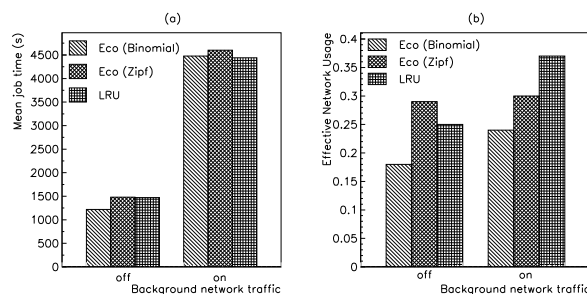 (a)
Mean job time (s)
4500
4000
3500
3000
2500
2000
1500
1000
500
0
Eco (Binomial)
Eco (Zipf)
LRU
off on
Background network traffic
(b)
Effective Network Usage
0.4
0.35
0.3
0.25
0.2
0.15
0.1
0.05
0
Eco (Binomial)
Eco (Zipf)
LRU
off on
Background network traffic